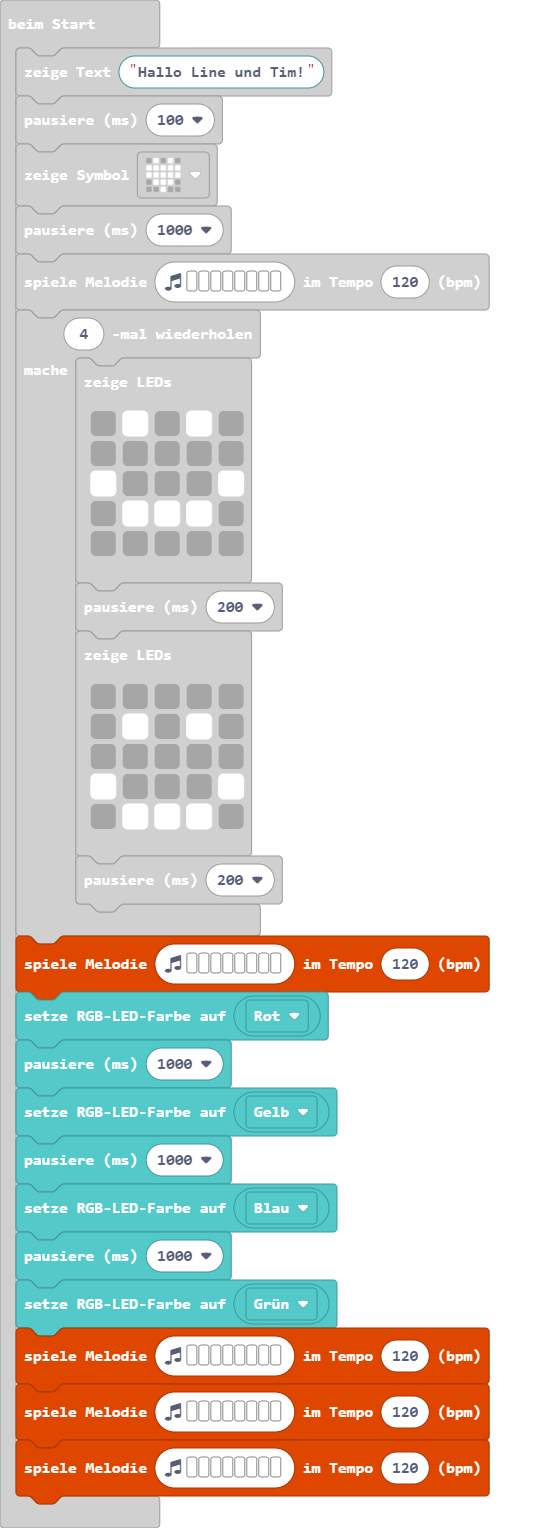 beim Start
zeige Text "Hallo Line und Tim!"
pausiere (ms) 100
zeige Symbol
pausiere (ms) 1000
spiele Melodie im Tempo 120 (bpm)
4 -mal wiederholen
mache
zeige LEDs
pausiere (ms) 200
zeige LEDs
pausiere (ms) 200
spiele Melodie im Tempo 120 (bpm)
setze RGB-LED-Farbe auf Rot
pausiere (ms) 1000
setze RGB-LED-Farbe auf Gelb
pausiere (ms) 1000
setze RGB-LED-Farbe auf Blau
pausiere (ms) 1000
setze RGB-LED-Farbe auf Grün
spiele Melodie im Tempo 120 (bpm)
spiele Melodie im Tempo 120 (bpm)
spiele Melodie im Tempo 120 (bpm)